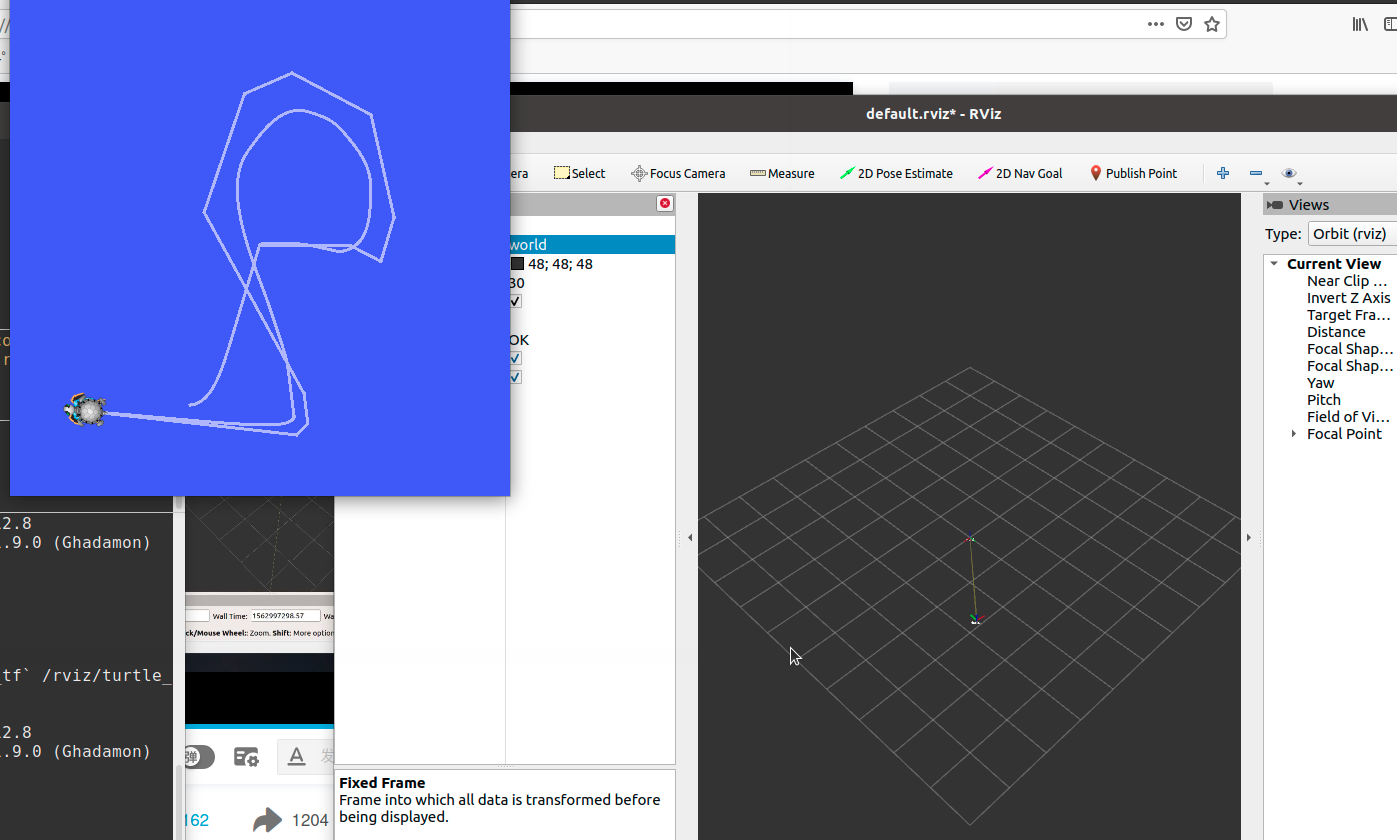 default.rviz* - RViz
Select
Focus Camera
Measure
2D Pose Estimate
2D Nav Goal
Publish Point
world
48; 48; 48
30
OK
Views
Type:
Orbit (rviz)
Current View
Near Clip …
Invert Z Axis
Target Fra…
Distance
Focal Shap…
Focal Shap…
Yaw
Pitch
Field of Vi…
Focal Point
2.8
.9.0 (Ghadamon)
Wall Time: 1562997298.57
ck/Mouse Wheel:: Zoom. Shift: More option
_tf` /rviz/turtle_
2.8
.9.0 (Ghadamon)
弹
A
发
162
1204
Fixed Frame
Frame into which all data is transformed before
being displayed.